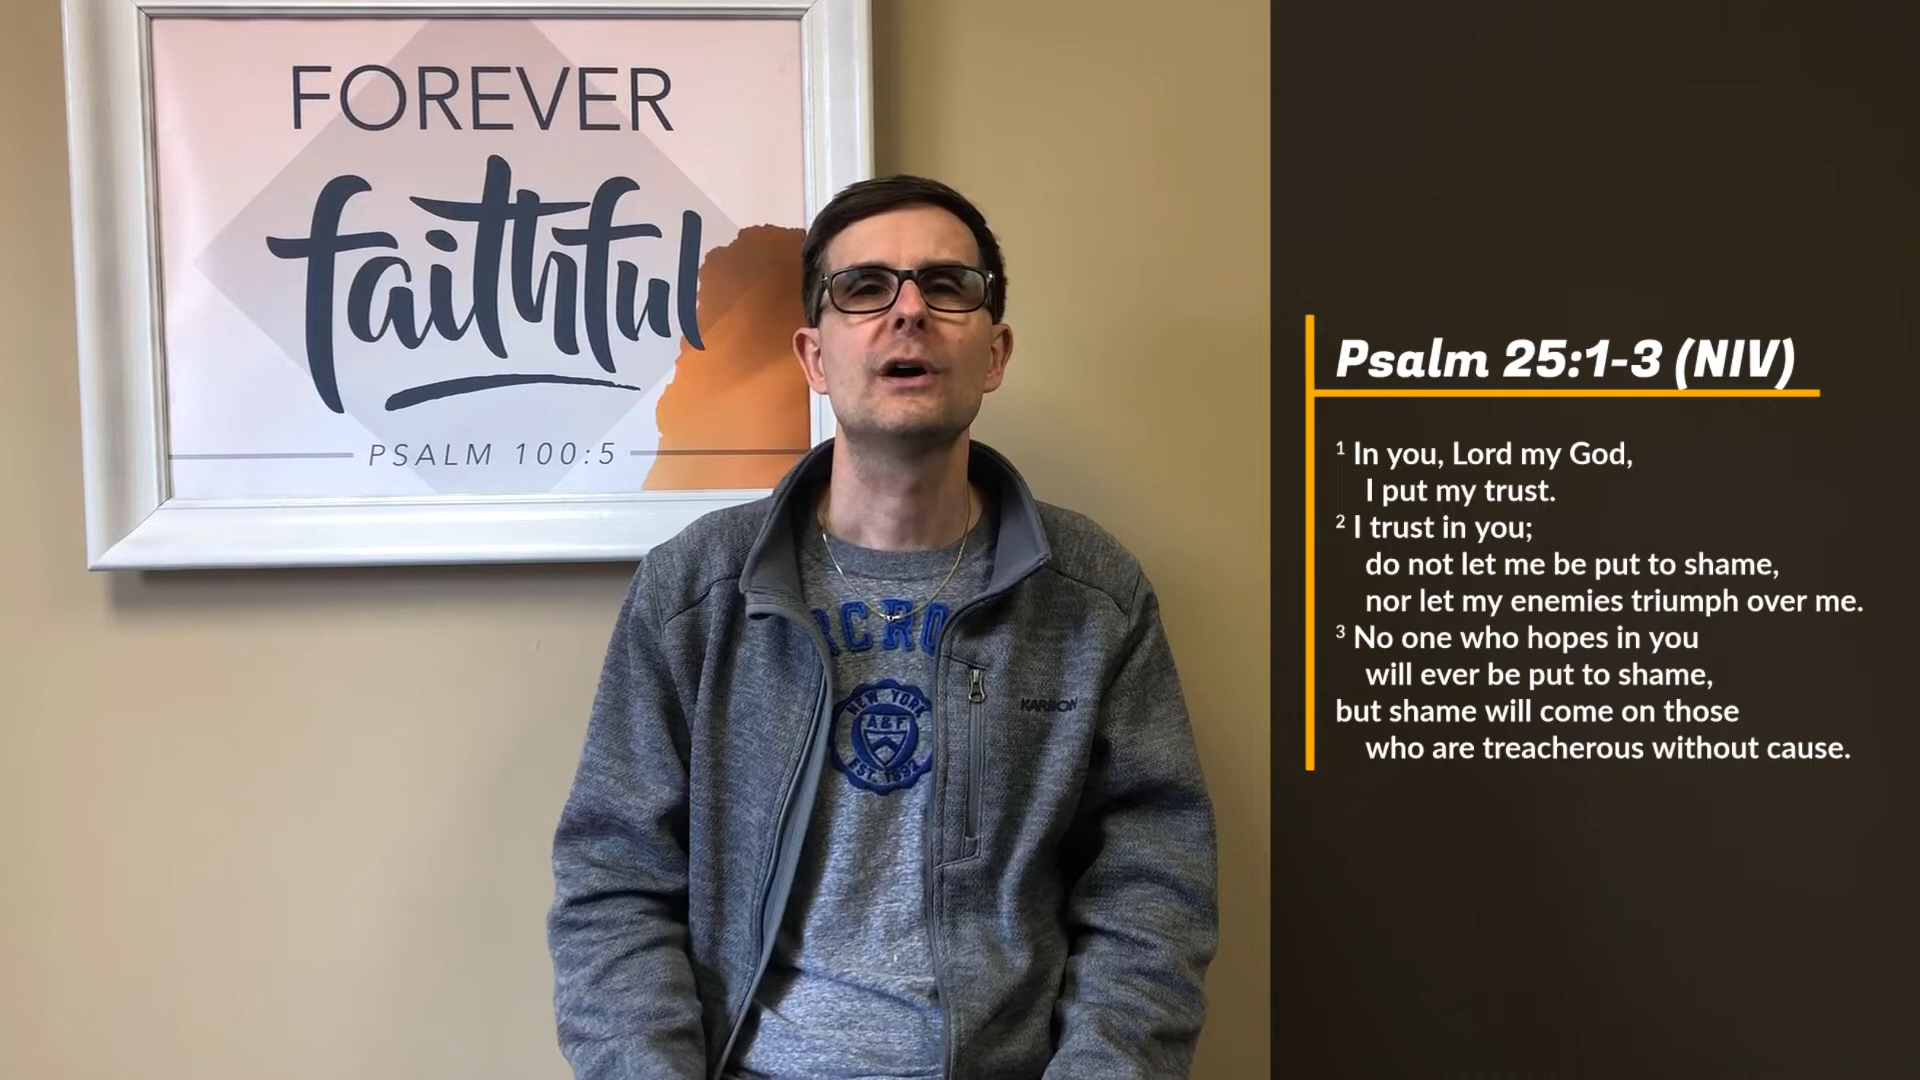 FOREVER
faithful
PSALM 100:5
NEW YORK
A&F
EST. 1892
KARBON
Psalm 25:1-3 (NIV)
1 In you, Lord my God,
I put my trust.
2 I trust in you;
do not let me be put to shame,
nor let my enemies triumph over me.
3 No one who hopes in you
will ever be put to shame,
but shame will come on those
who are treacherous without cause.